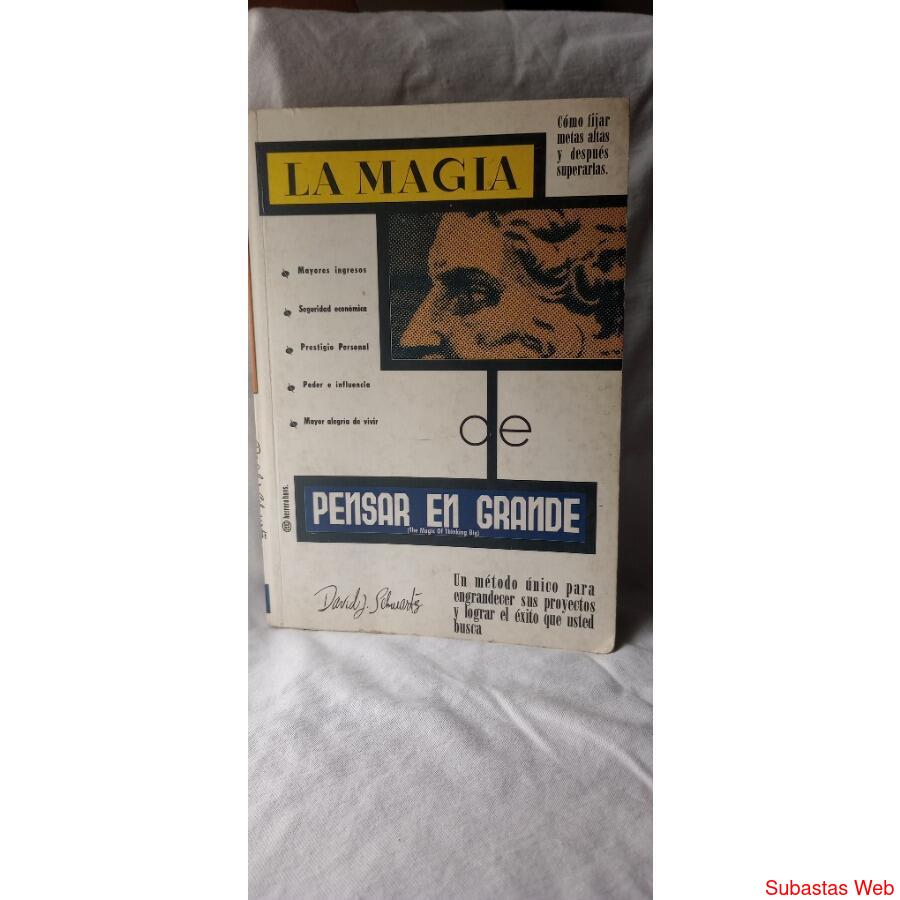 Cómo fijar
metas altas
y después
superarlas.
LA MAGIA
Mayores ingresos
Seguridad económica
Prestigio Personal
Poder e influencia
Mayor alegría de vivir
de
herrero hnos.
PENSAR EN GRANDE
(The Magic Of Thinking Big)
David J. Schwartz
Un método único para
engrandecer sus proyectos
y lograr el éxito que usted
busca
Subastas Web